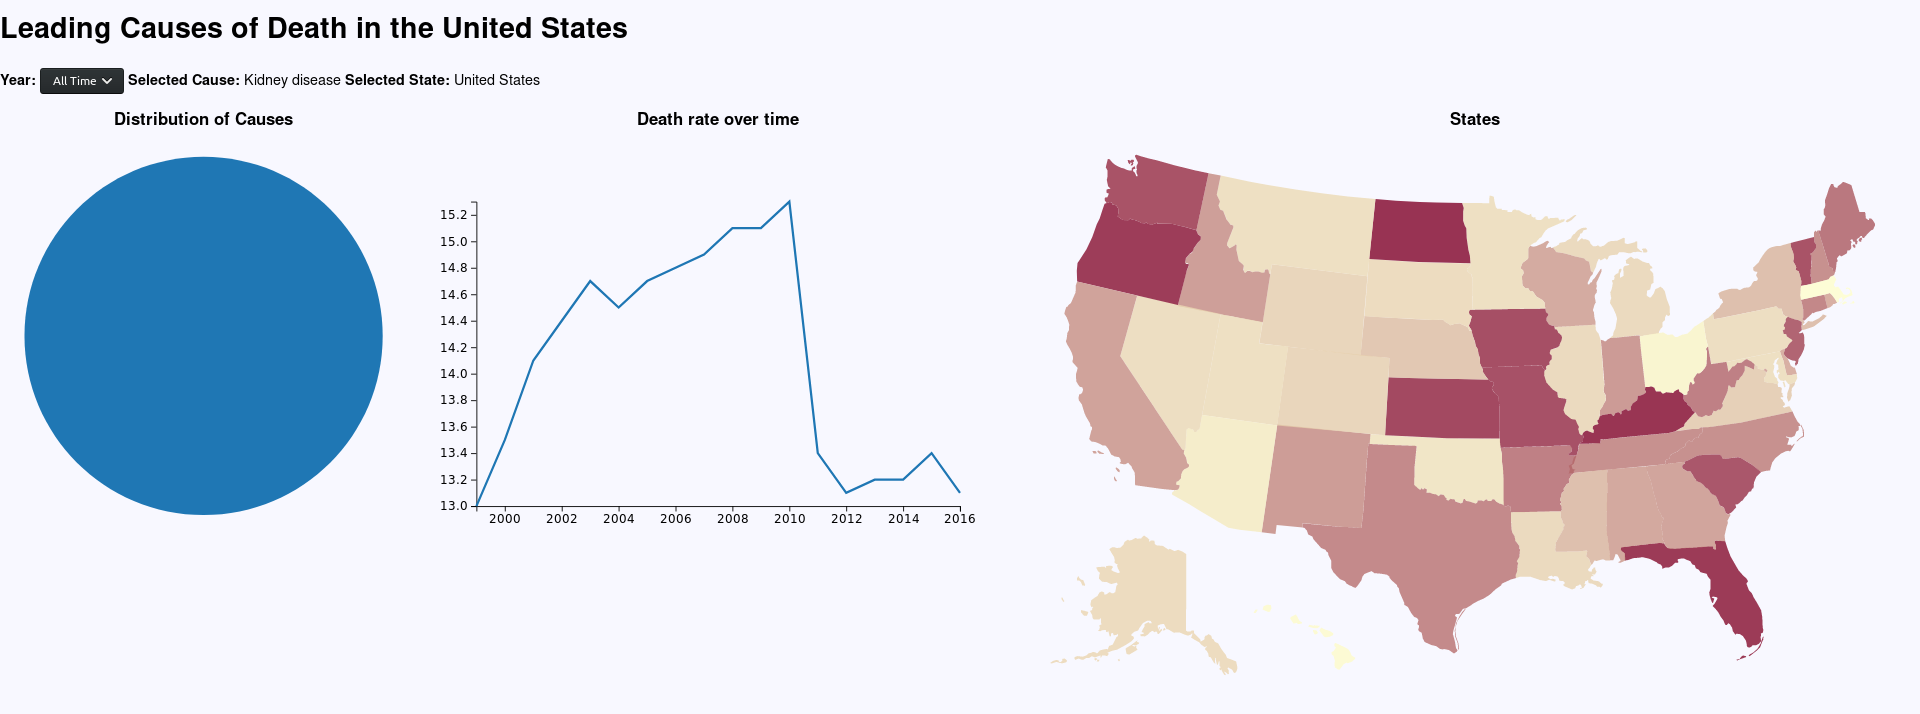 Leading Causes of Death in the United States
Year: All Time Selected Cause: Kidney disease Selected State: United States
Distribution of Causes
Death rate over time
States
15.2
15.0
14.8
14.6
14.4
14.2
14.0
13.8
13.6
13.4
13.2
13.0
2000 2002 2004 2006 2008 2010 2012 2014 2016